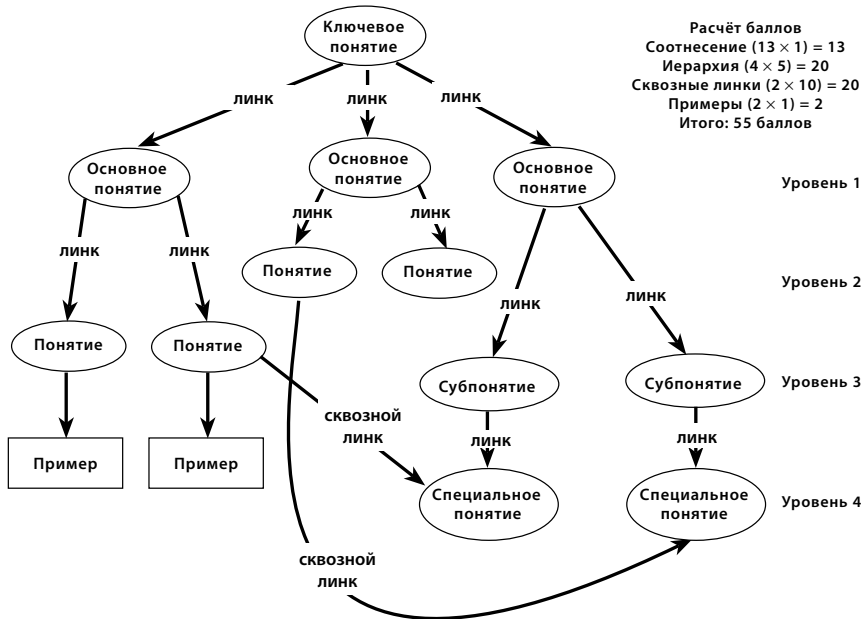 Ключевое
понятие
Расчёт баллов
Соотнесение (13 × 1) = 13
Иерархия (4 × 5) = 20
Сквозные линки (2 × 10) = 20
Примеры (2 × 1) = 2
Итого: 55 баллов
линк
линк
линк
Основное
понятие
Основное
понятие
Основное
понятие
Уровень 1
линк
линк
линк
линк
Понятие
Понятие
Уровень 2
линк
линк
Понятие
Понятие
Субпонятие
Субпонятие
Уровень 3
сквозной
линк
линк
линк
Пример
Пример
Специальное
понятие
Специальное
понятие
Уровень 4
сквозной
линк